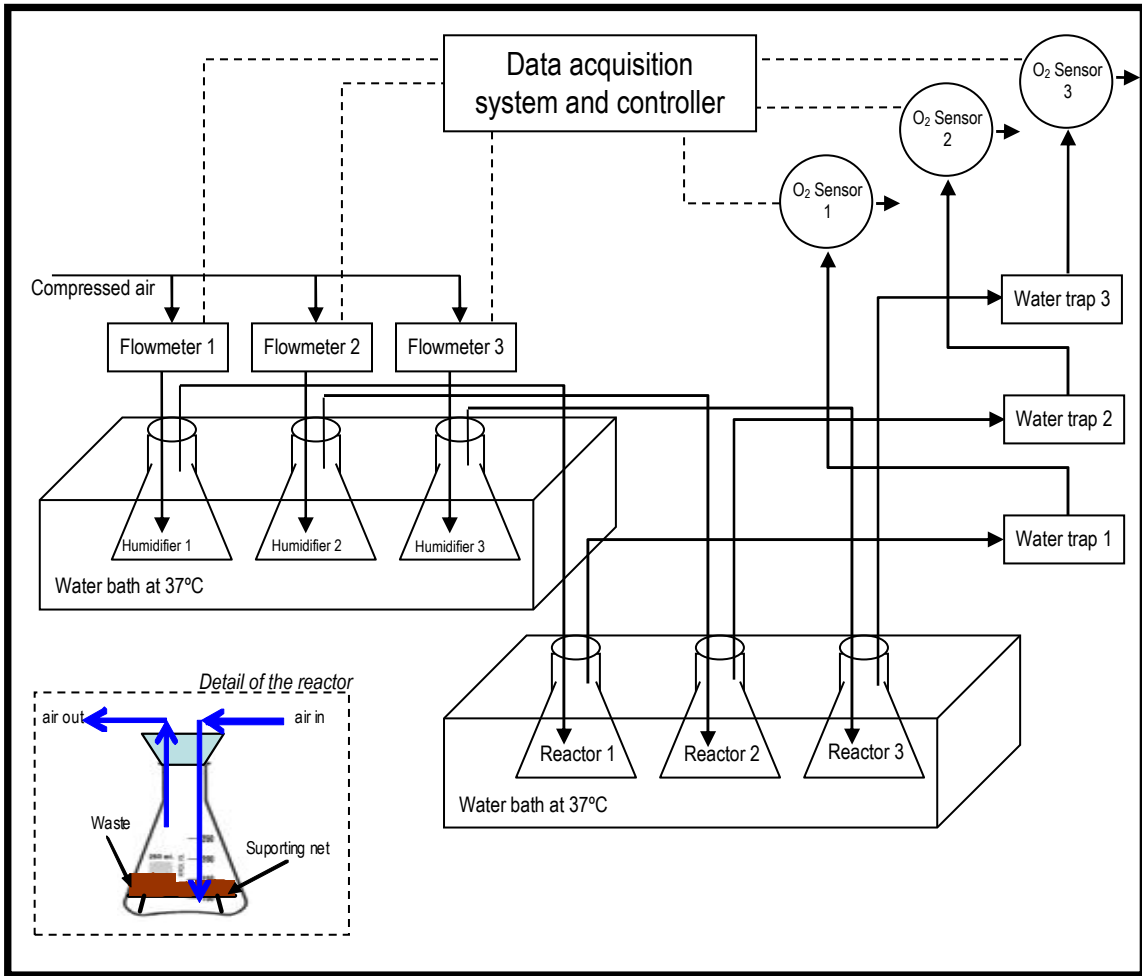 Data acquisition
system and controller
O₂ Sensor
3
O₂ Sensor
2
O₂ Sensor
1
Compressed air
Flowmeter 1
Flowmeter 2
Flowmeter 3
Water trap 3
Water trap 2
Water trap 1
Humidifier 1
Humidifier 2
Humidifier 3
Water bath at 37ºC
Reactor 1
Reactor 2
Reactor 3
Water bath at 37ºC
Detail of the reactor
air out
air in
Waste
Suporting net
250
200